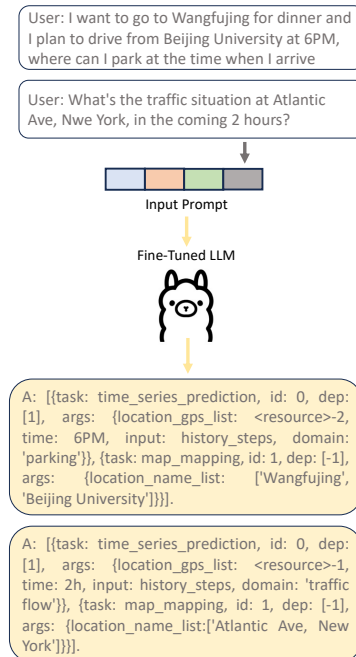 User: I want to go to Wangfujing for dinner and
I plan to drive from Beijing University at 6PM,
where can I park at the time when I arrive
User: What's the traffic situation at Atlantic
Ave, Nwe York, in the coming 2 hours?
Input Prompt
Fine-Tuned LLM
A: [{task: time_series_prediction, id: 0, dep:
[1], args: {location_gps_list: <resource>-2,
time: 6PM, input: history_steps, domain:
'parking'}}, {task: map_mapping, id: 1, dep: [-1],
args: {location_name_list: ['Wangfujing',
'Beijing University']}}].
A: [{task: time_series_prediction, id: 0, dep:
[1], args: {location_gps_list: <resource>-1,
time: 2h, input: history_steps, domain: 'traffic
flow'}}, {task: map_mapping, id: 1, dep: [-1],
args: {location_name_list:['Atlantic Ave, New
York']}}].